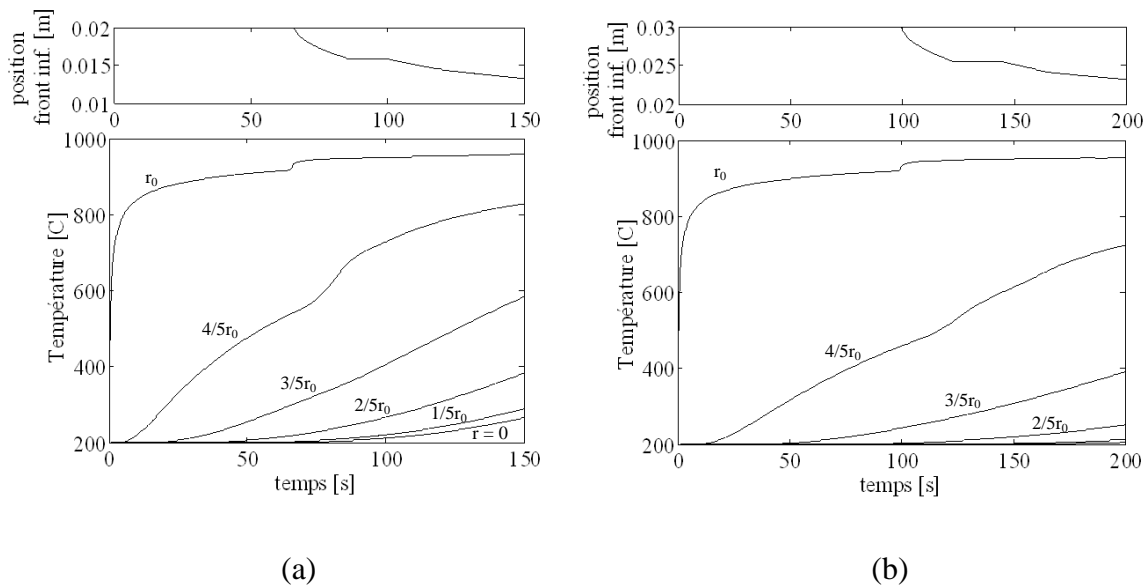 position
front inf. [m]
0.02
0.015
0.01
0
50
100
150
Température [C]
1000
800
600
400
200
r0
4/5r0
3/5r0
2/5r0
1/5r0
r = 0
0
50
100
150
temps [s]
(a)
position
front inf. [m]
0.03
0.025
0.02
0
50
100
150
200
Température [C]
1000
800
600
400
200
r0
4/5r0
3/5r0
2/5r0
0
50
100
150
200
temps [s]
(b)